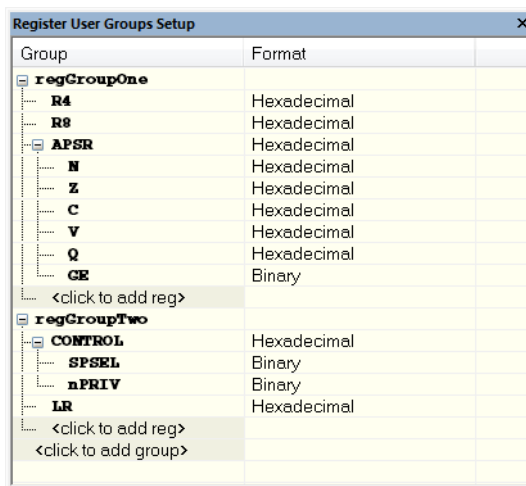 Register User Groups Setup ×
Group Format
regGroupOne
R4 Hexadecimal
R8 Hexadecimal
APSR Hexadecimal
N Hexadecimal
Z Hexadecimal
C Hexadecimal
V Hexadecimal
Q Hexadecimal
GE Binary
<click to add reg>
regGroupTwo
CONTROL Hexadecimal
SPSEL Binary
nPRIV Binary
LR Hexadecimal
<click to add reg>
<click to add group>